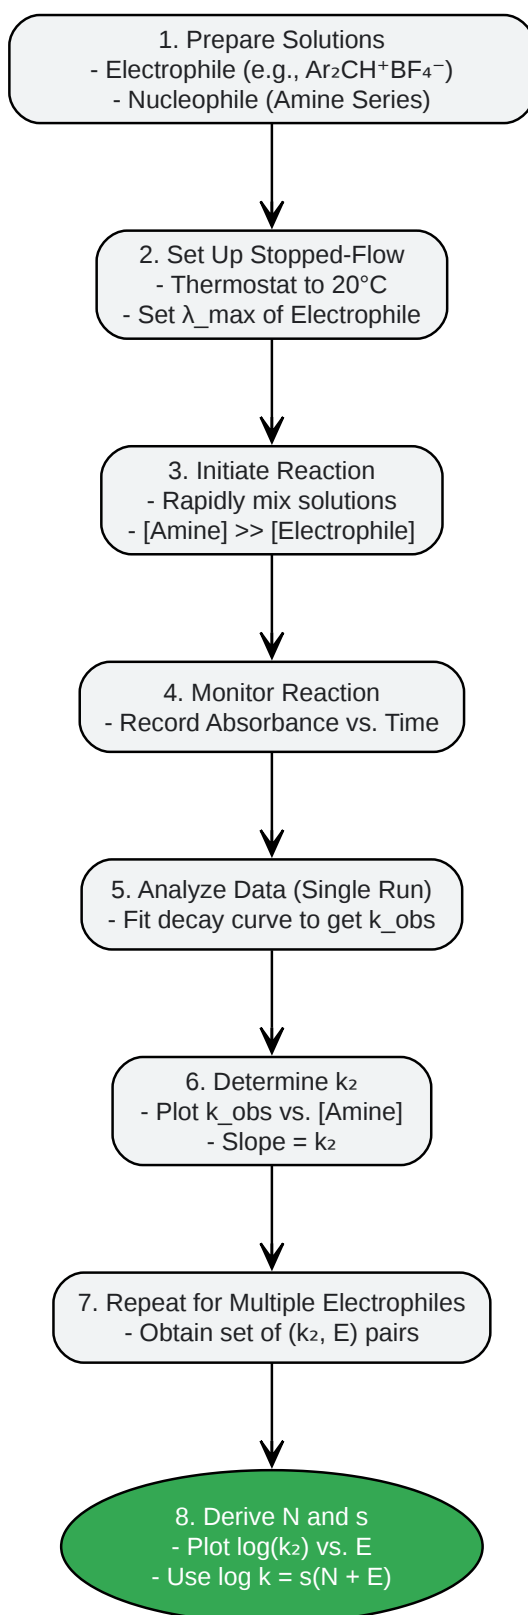 1. Prepare Solutions
- Electrophile (e.g., Ar₂CH⁺BF₄⁻)
- Nucleophile (Amine Series)
2. Set Up Stopped-Flow
- Thermostat to 20°C
- Set λ_max of Electrophile
3. Initiate Reaction
- Rapidly mix solutions
- [Amine] >> [Electrophile]
4. Monitor Reaction
- Record Absorbance vs. Time
5. Analyze Data (Single Run)
- Fit decay curve to get k_obs
6. Determine k₂
- Plot k_obs vs. [Amine]
- Slope = k₂
7. Repeat for Multiple Electrophiles
- Obtain set of (k₂, E) pairs
8. Derive N and s
- Plot log(k₂) vs. E
- Use log k = s(N + E)